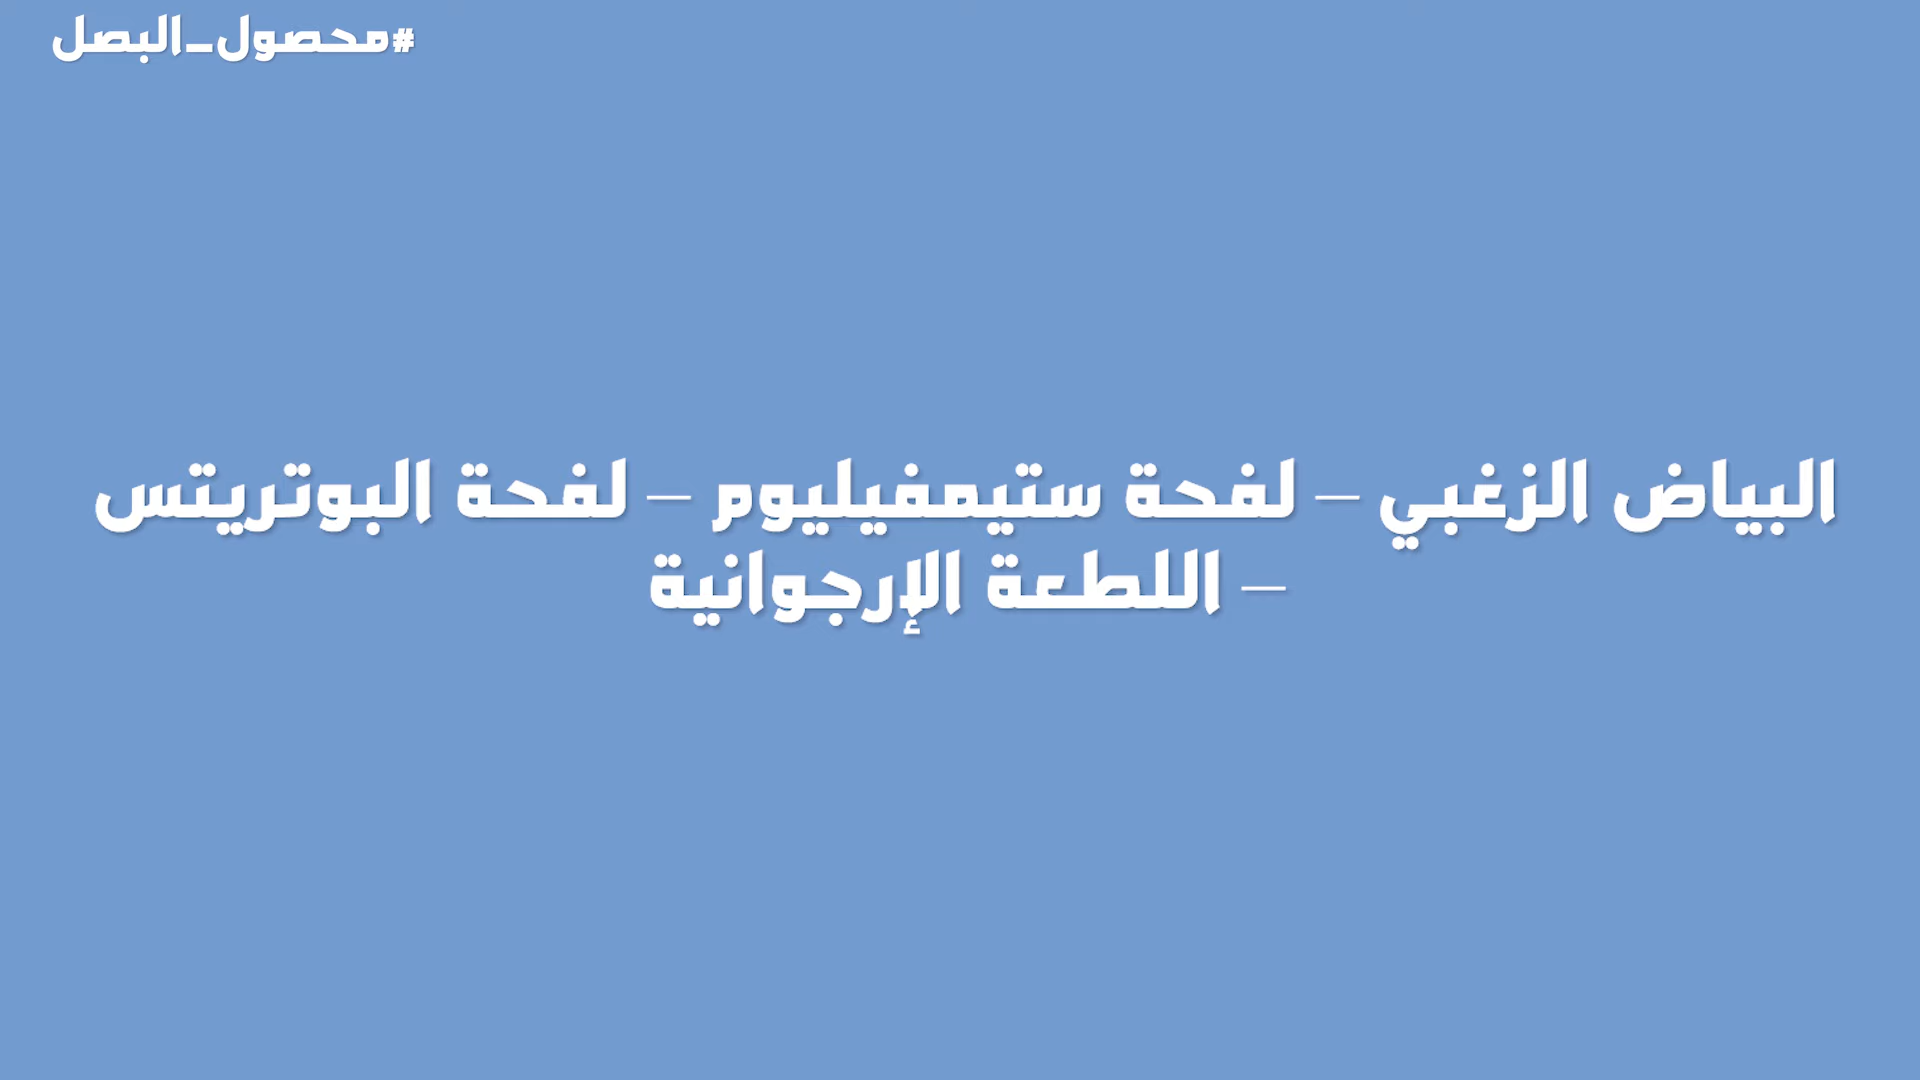 #محصول_البصل
البياض الزغبي – لفحة ستيمفيليوم – لفحة البوتريتس
– اللطعة الإرجوانية